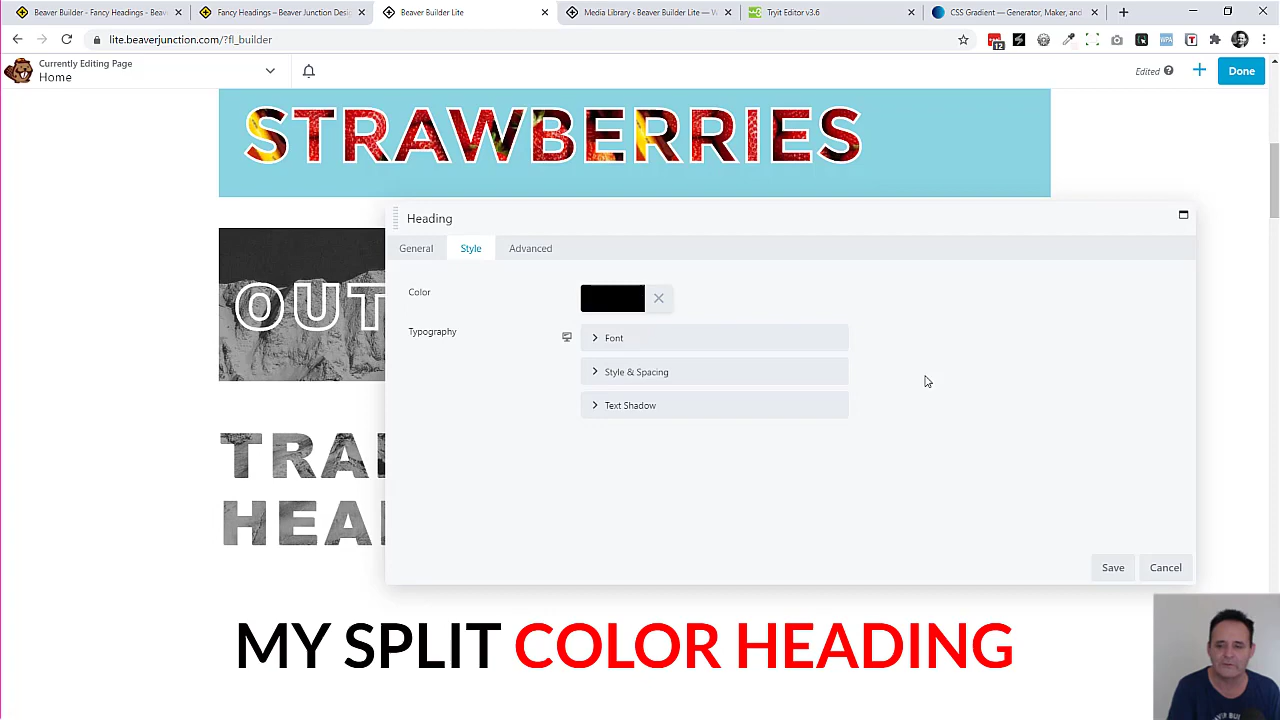 Beaver Builder - Fancy Headings - Beav
Fancy Headings – Beaver Junction Desig
Beaver Builder Lite
Media Library ‹ Beaver Builder Lite — W
Tryit Editor v3.6
CSS Gradient — Generator, Maker, and
lite.beaverjunction.com/?fl_builder
12
WPA
T
Currently Editing Page
Home
Edited
Done
STRAWBERRIES
Heading
General
Style
Advanced
OUT
Color
Typography
Font
Style & Spacing
Text Shadow
TRA
HEA
Save
Cancel
MY SPLIT COLOR HEADING